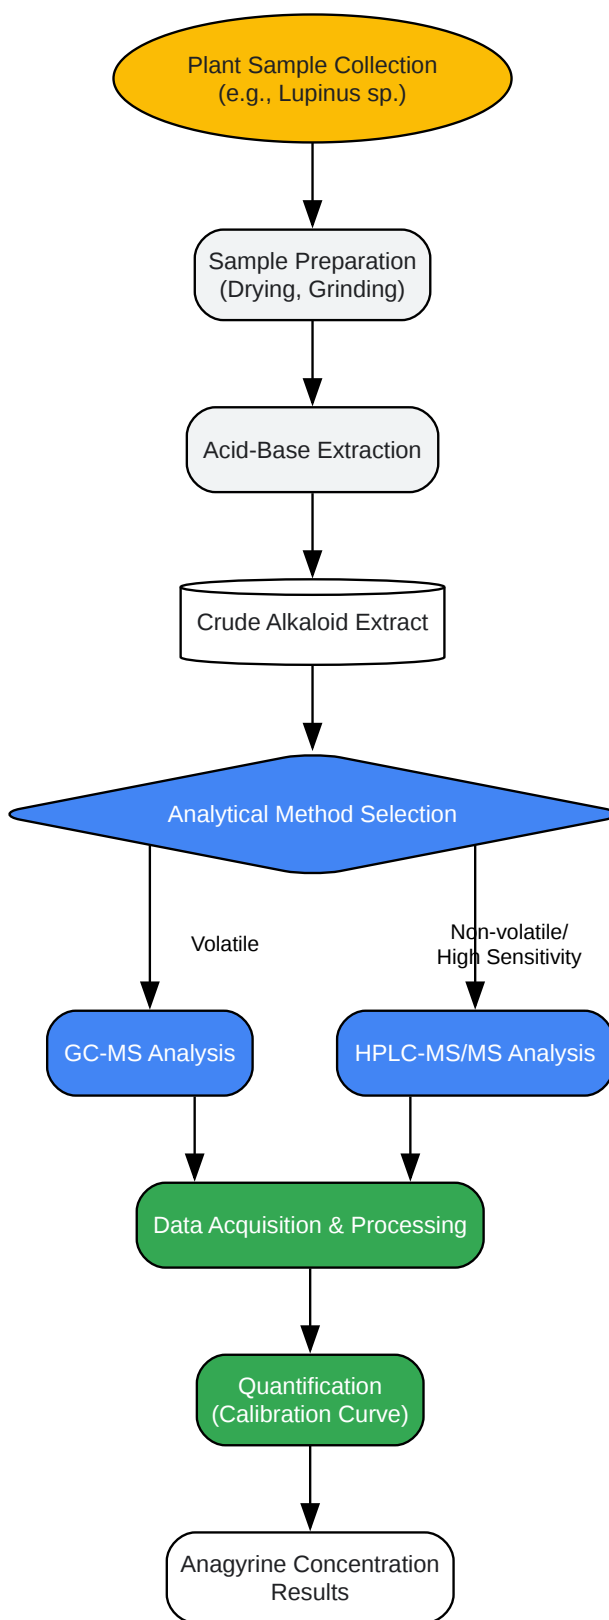 Plant Sample Collection
(e.g., Lupinus sp.)
Sample Preparation
(Drying, Grinding)
Acid-Base Extraction
Crude Alkaloid Extract
Analytical Method Selection
Volatile
Non-volatile/
High Sensitivity
GC-MS Analysis
HPLC-MS/MS Analysis
Data Acquisition & Processing
Quantification
(Calibration Curve)
Anagyrine Concentration
Results